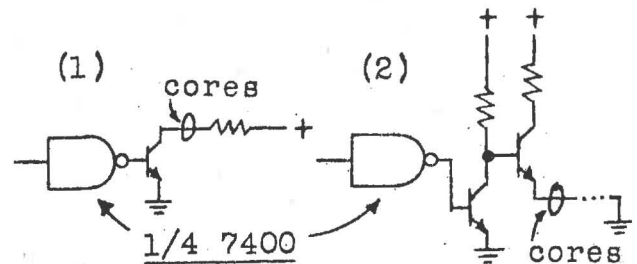 (1)
cores
+
(2)
+ +
cores
1/4 7400